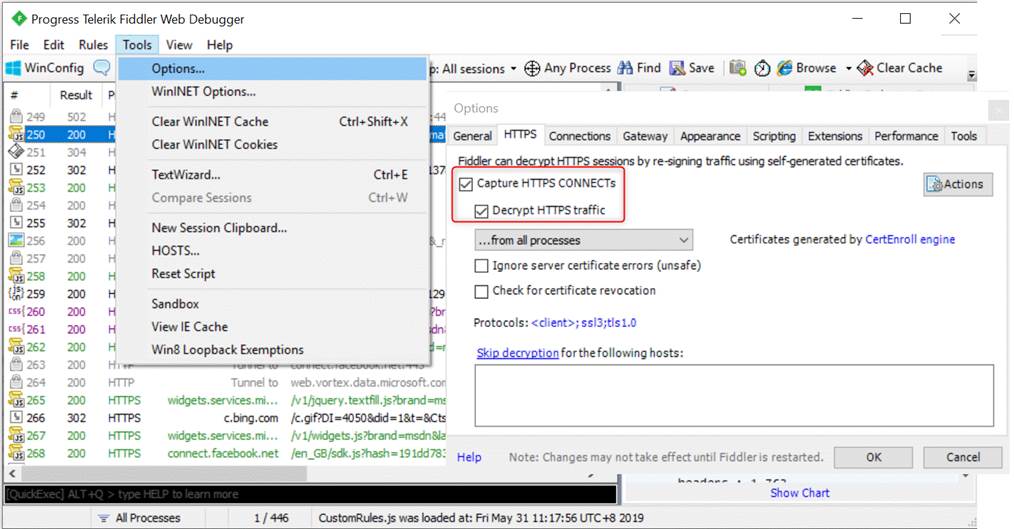 Progress Telerik Fiddler Web Debugger
File Edit Rules Tools View Help
WinConfig
All sessions Any Process Find Save Browse Clear Cache
Options...
WinINET Options...
Clear WinINET Cache Ctrl+Shift+X
Clear WinINET Cookies
TextWizard... Ctrl+E
Compare Sessions Ctrl+W
New Session Clipboard...
HOSTS...
Reset Script
Sandbox
View IE Cache
Win8 Loopback Exemptions
# Result
249 502
250 200
251 304
252 302
253 200
254 200
255 302
256 200
257 200
258 200
259 200
260 200
261 200
262 200
263 200 HTTP Tunnel to connect.facebook.net:443
264 200 HTTP Tunnel to web.vortex.data.microsoft.com
265 200 HTTPS widgets.services.mi... /v1/jquery.textfill.js?brand=ms
266 302 HTTPS c.bing.com /c.gif?DI=4050&did=1&t=&Cts
267 200 HTTPS widgets.services.mi... /v1/widgets.js?brand=msdn&la
268 200 HTTPS connect.facebook.net /en_GB/sdk.js?hash=191dd783
Options
General HTTPS Connections Gateway Appearance Scripting Extensions Performance Tools
Fiddler can decrypt HTTPS sessions by re-signing traffic using self-generated certificates.
Capture HTTPS CONNECTs
Actions
Decrypt HTTPS traffic
...from all processes
Certificates generated by CertEnroll engine
Ignore server certificate errors (unsafe)
Check for certificate revocation
Protocols: <client>;ssl3;tls1.0
Skip decryption for the following hosts:
Help Note: Changes may not take effect until Fiddler is restarted. OK Cancel
Show Chart
[QuickExec] ALT+Q > type HELP to learn more
All Processes 1 / 446 CustomRules.js was loaded at: Fri May 31 11:17:56 UTC+8 2019